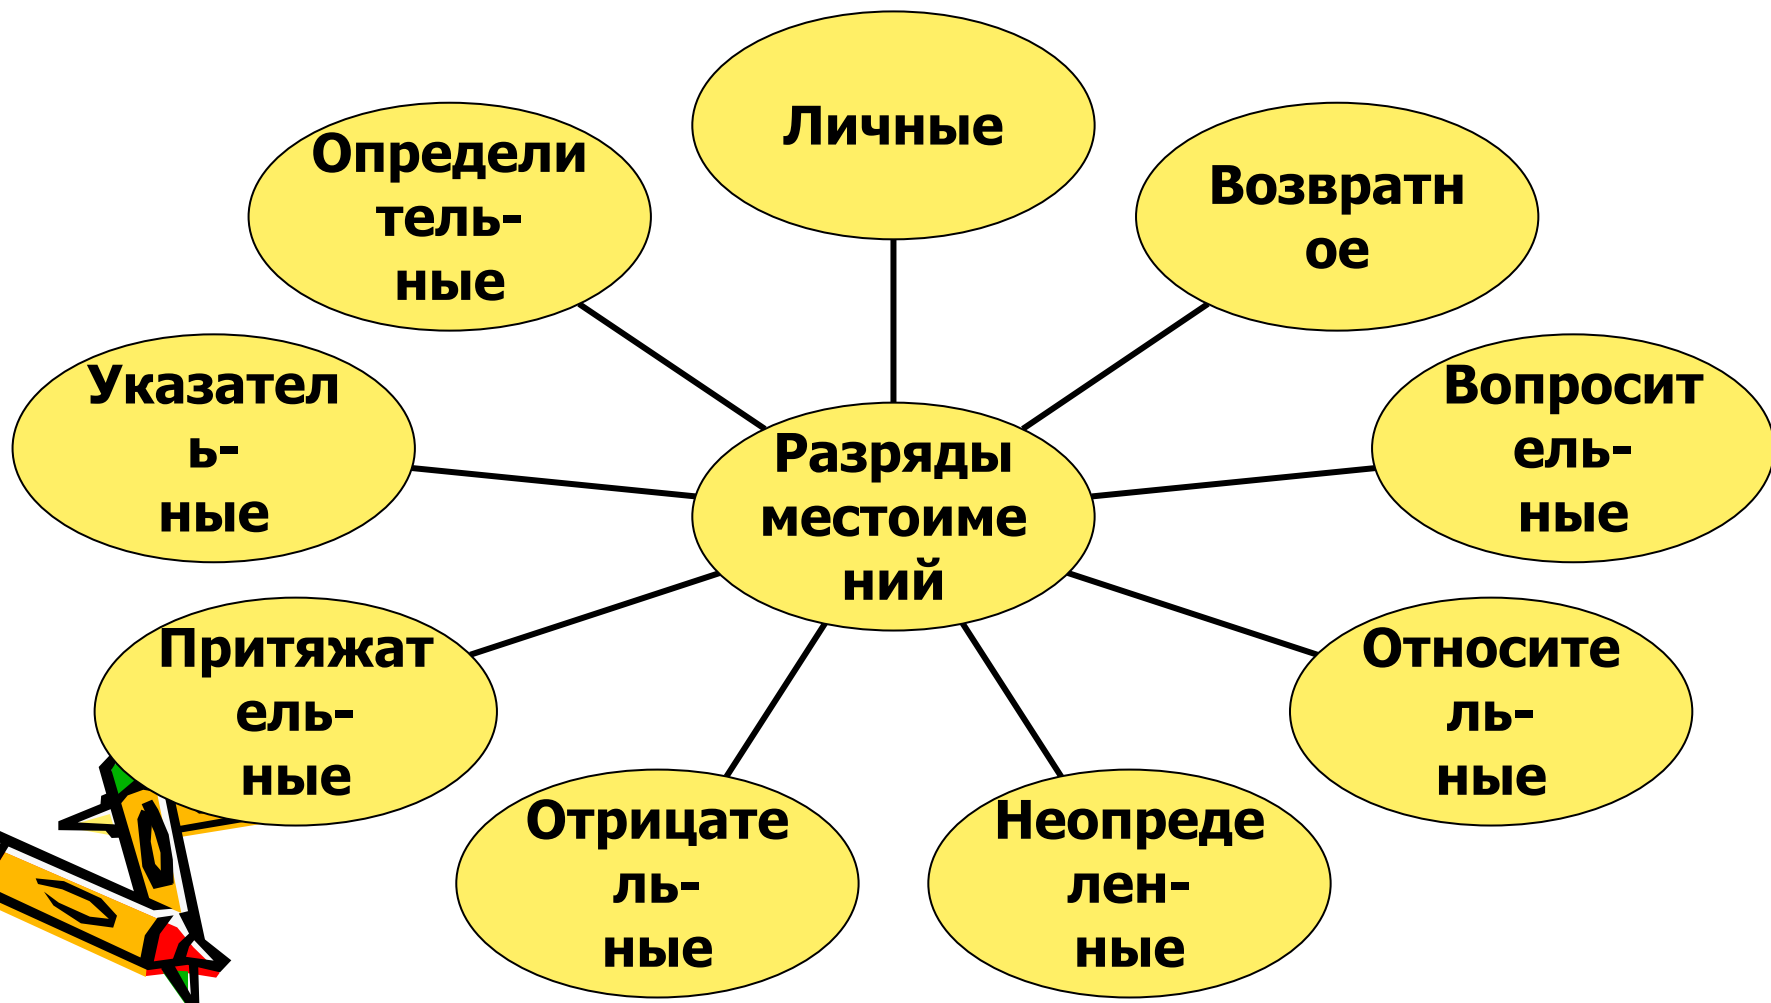 Личные
Определи
тель-
ные
Возвратн
ое
Указател
ь-
ные
Вопросит
ель-
ные
Разряды
местоиме
ний
Притяжат
ель-
ные
Относите
ль-
ные
Отрицате
ль-
ные
Неопреде
лен-
ные